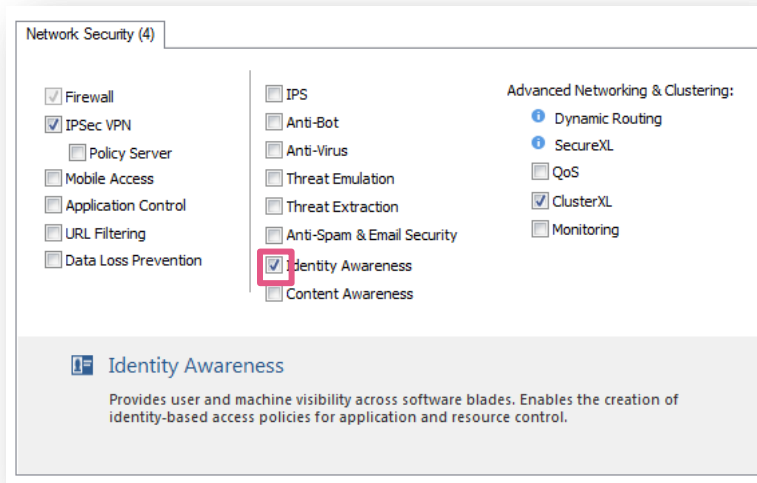 Network Security (4)
Firewall
IPSec VPN
Policy Server
Mobile Access
Application Control
URL Filtering
Data Loss Prevention
IPS
Anti-Bot
Anti-Virus
Threat Emulation
Threat Extraction
Anti-Spam & Email Security
Identity Awareness
Content Awareness
Advanced Networking & Clustering:
Dynamic Routing
SecureXL
QoS
ClusterXL
Monitoring
Identity Awareness
Provides user and machine visibility across software blades. Enables the creation of
identity-based access policies for application and resource control.